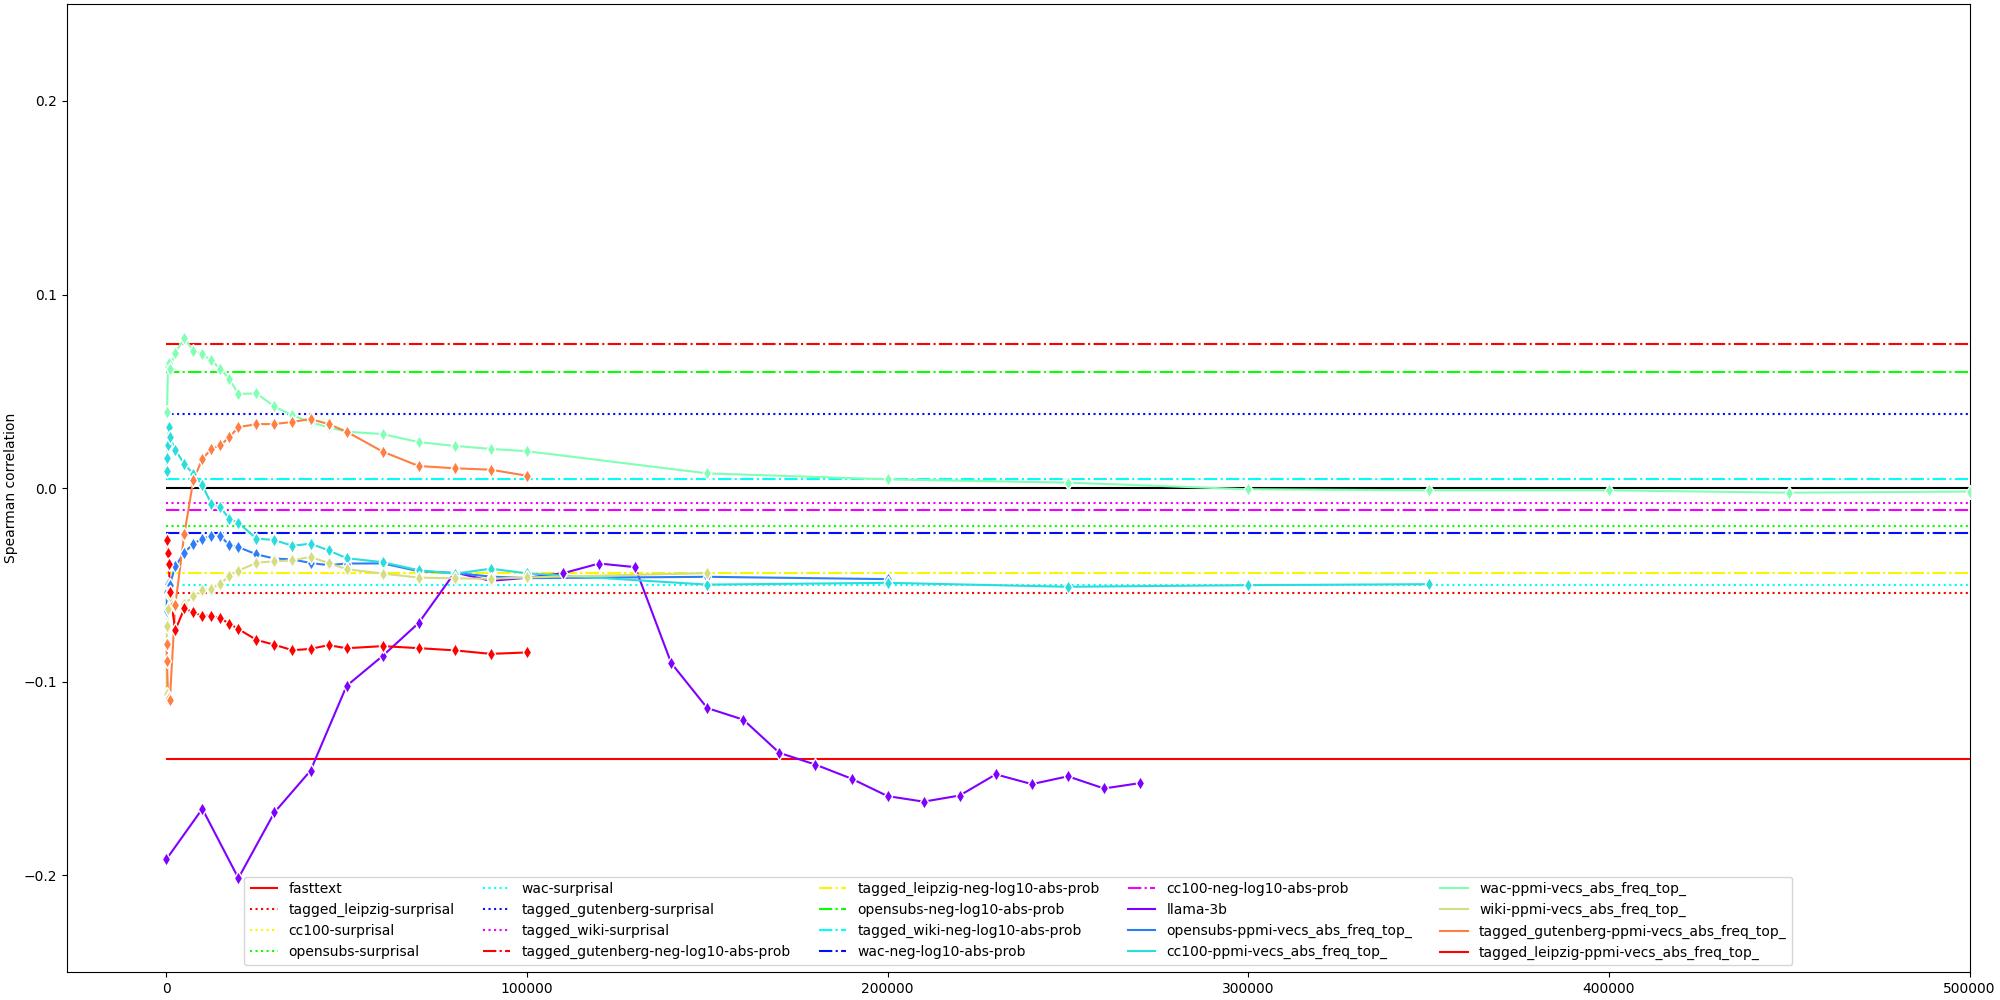 0.2
0.1
0.0
−0.1
−0.2
Spearman correlation
fasttext
tagged_leipzig-surprisal
cc100-surprisal
opensubs-surprisal
wac-surprisal
tagged_gutenberg-surprisal
tagged_wiki-surprisal
tagged_gutenberg-neg-log10-abs-prob
tagged_leipzig-neg-log10-abs-prob
opensubs-neg-log10-abs-prob
tagged_wiki-neg-log10-abs-prob
wac-neg-log10-abs-prob
cc100-neg-log10-abs-prob
llama-3b
opensubs-ppmi-vecs_abs_freq_top_
cc100-ppmi-vecs_abs_freq_top_
wac-ppmi-vecs_abs_freq_top_
wiki-ppmi-vecs_abs_freq_top_
tagged_gutenberg-ppmi-vecs_abs_freq_top_
tagged_leipzig-ppmi-vecs_abs_freq_top_
0
100000
200000
300000
400000
500000